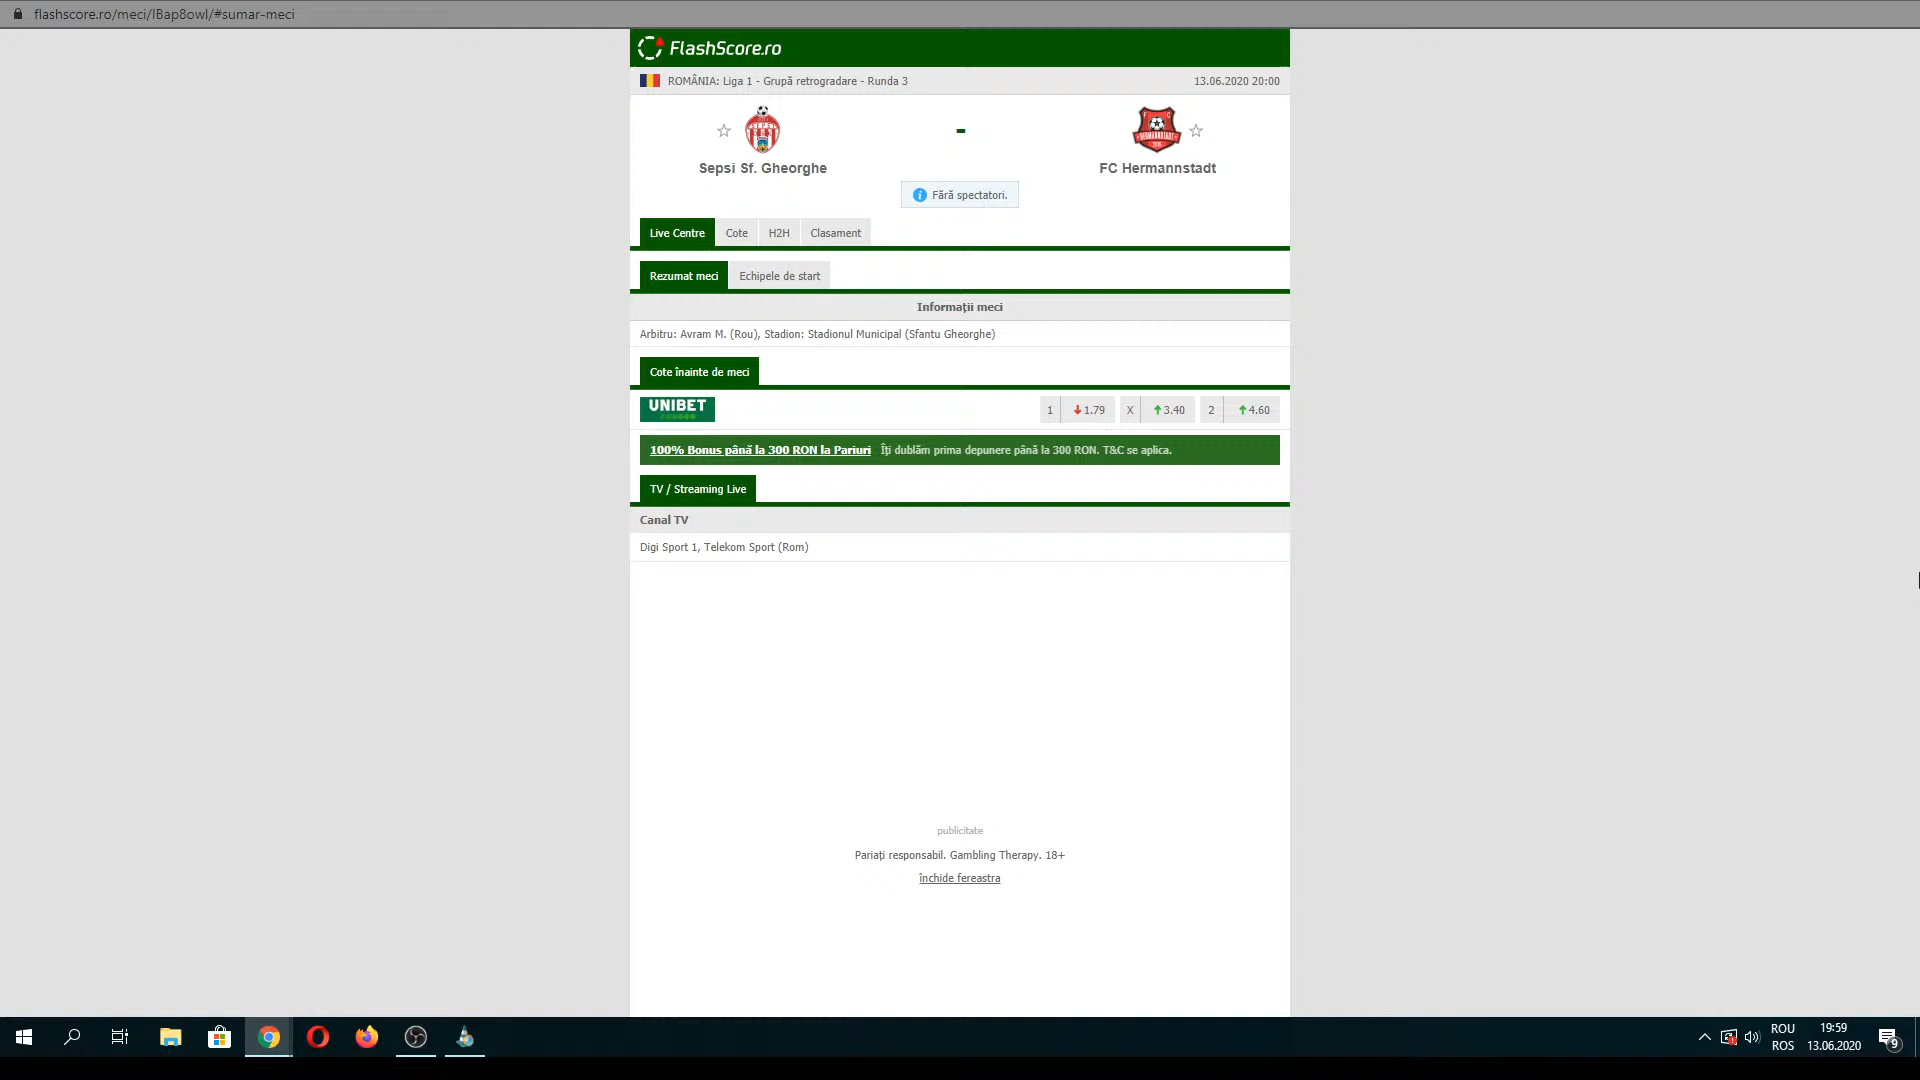 flashscore.ro/meci/IBap8owl/#sumar-meci
FlashScore.ro
ROMÂNIA: Liga 1 - Grupă retrogradare - Runda 3
13.06.2020 20:00
Sepsi Sf. Gheorghe
-
FC Hermannstadt
Fără spectatori.
Live Centre Cote H2H Clasament
Rezumat meci Echipele de start
Informații meci
Arbitru: Avram M. (Rou), Stadion: Stadionul Municipal (Sfantu Gheorghe)
Cote înainte de meci
UNIBET
1 1.79 X 3.40 2 4.60
100% Bonus până la 300 RON la Pariuri Îți dublăm prima depunere până la 300 RON. T&C se aplica.
TV / Streaming Live
Canal TV
Digi Sport 1, Telekom Sport (Rom)
publicitate
Pariați responsabil. Gambling Therapy. 18+
închide fereastra
ROU 19:59
ROS 13.06.2020
9